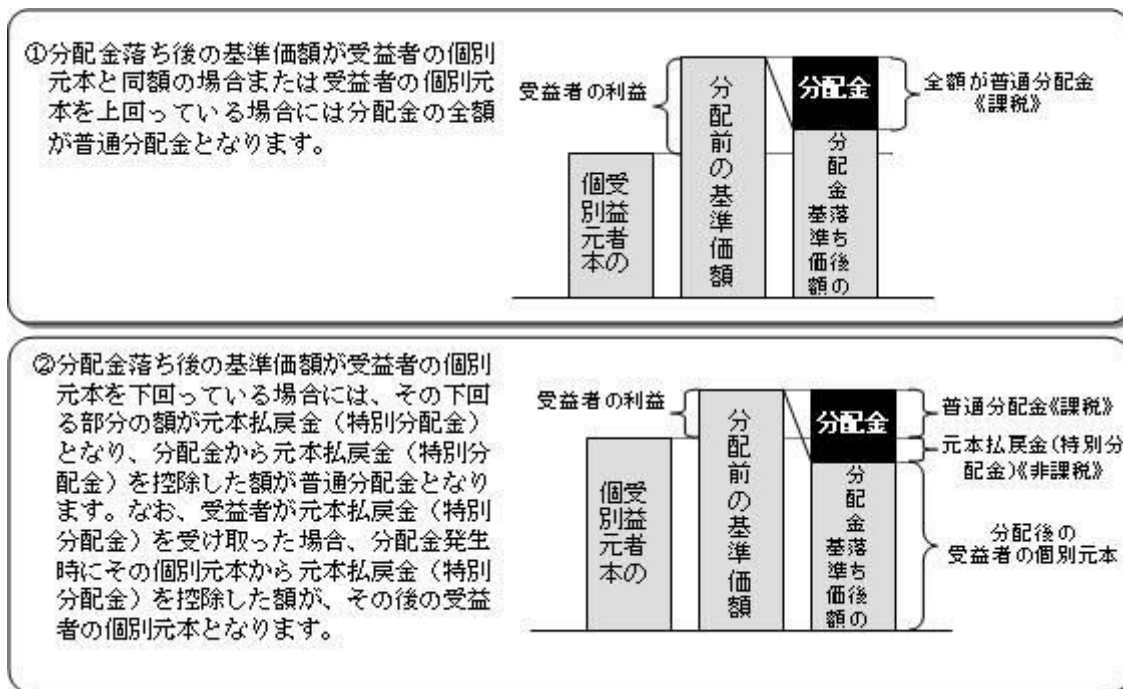 ①分配金落ち後の基準価額が受益者の個別
元本と同額の場合または受益者の個別元
本を上回っている場合には分配金の全額
が普通分配金となります。
受益者の利益
受益者の
個別元本
分配前の基準価額
分配金
分配金落ち後の
基準価額
全額が普通分配金
《課税》
②分配金落ち後の基準価額が受益者の個別
元本を下回っている場合には、その下回
る部分の額が元本払戻金（特別分配金）
となり、分配金から元本払戻金（特別分
配金）を控除した額が普通分配金となり
ます。なお、受益者が元本払戻金（特別
分配金）を受け取った場合、分配金発生
時にその個別元本から元本払戻金（特別
分配金）を控除した額が、その後の受益
者の個別元本となります。
受益者の利益
受益者の
個別元本
分配前の基準価額
分配金
分配金落ち後の
基準価額
普通分配金《課税》
元本払戻金(特別分
配金)《非課税》
分配後の
受益者の個別元本